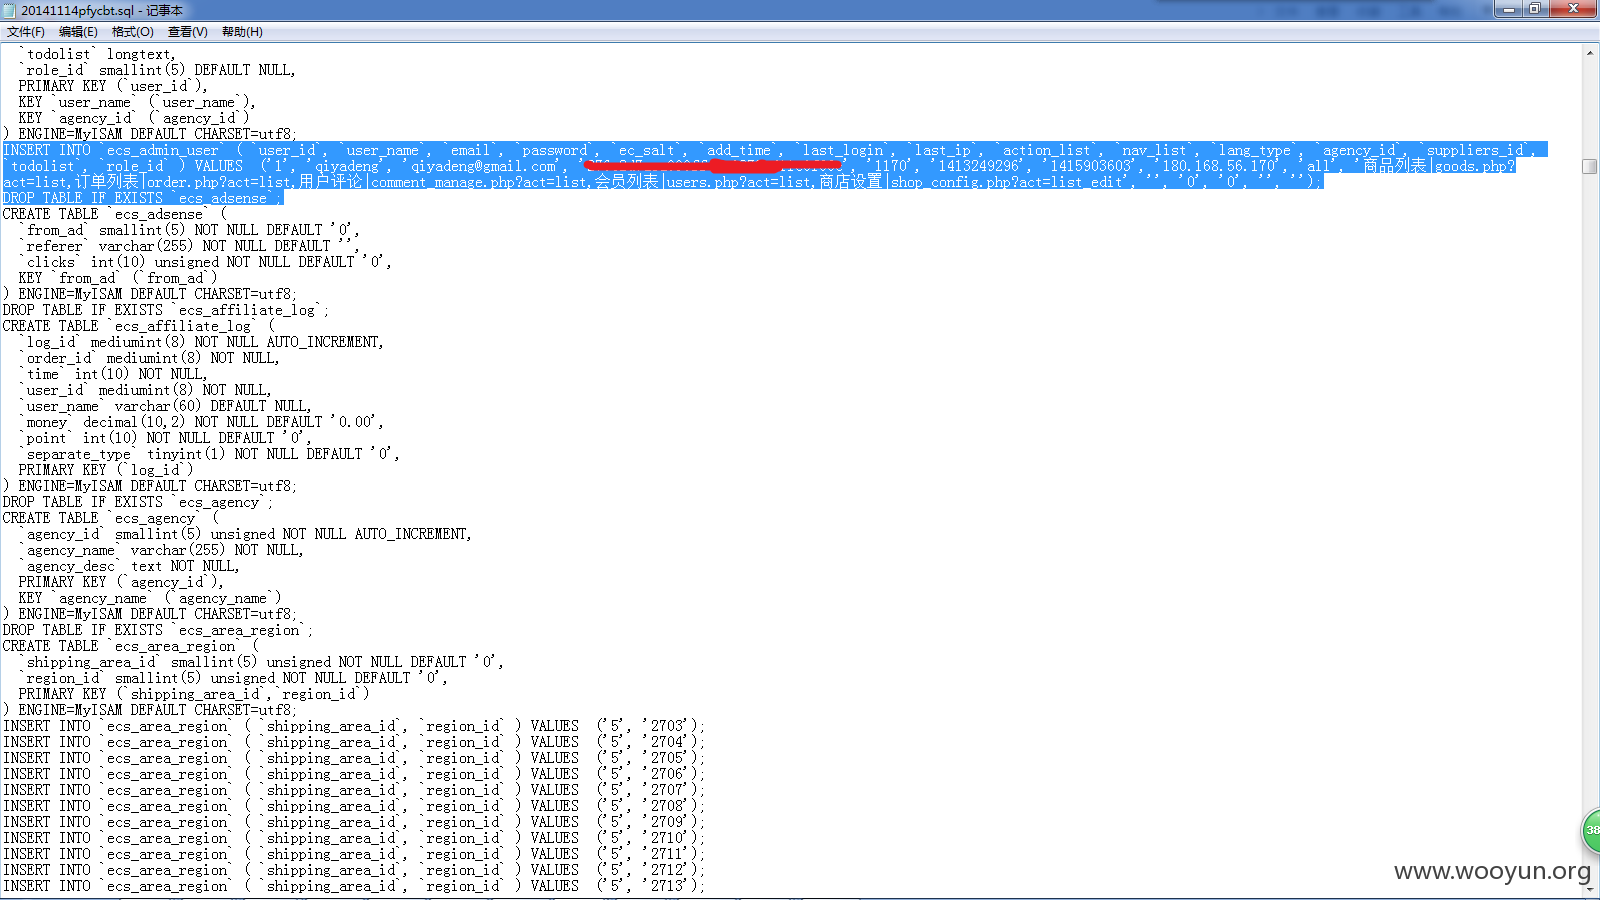 20141114pfycbt.sql - 记事本
文件(F) 编辑(E) 格式(O) 查看(V) 帮助(H)
`todolist` longtext,
`role_id` smallint(5) DEFAULT NULL,
PRIMARY KEY (`user_id`),
KEY `user_name` (`user_name`),
KEY `agency_id` (`agency_id`)
) ENGINE=MyISAM DEFAULT CHARSET=utf8;
INSERT INTO `ecs_admin_user` ( `user_id`, `user_name`, `email`, `password`, `ec_salt`, `add_time`, `last_login`, `last_ip`, `action_list`, `nav_list`, `lang_type`, `agency_id`, `suppliers_id`,
`todolist`, `role_id` ) VALUES ('1', 'qiyadeng', 'qiyadeng@gmail.com', '1170', '1413249296', '1415903603', '180.168.56.170', 'all', '商品列表|goods.php?
act=list,订单列表|order.php?act=list,用户评论|comment_manage.php?act=list,会员列表|users.php?act=list,商店设置|shop_config.php?act=list_edit', '', '0', '0', '', '');
DROP TABLE IF EXISTS `ecs_adsense`;
CREATE TABLE `ecs_adsense` (
`from_ad` smallint(5) NOT NULL DEFAULT '0',
`referer` varchar(255) NOT NULL DEFAULT '',
`clicks` int(10) unsigned NOT NULL DEFAULT '0',
KEY `from_ad` (`from_ad`)
) ENGINE=MyISAM DEFAULT CHARSET=utf8;
DROP TABLE IF EXISTS `ecs_affiliate_log`;
CREATE TABLE `ecs_affiliate_log` (
`log_id` mediumint(8) NOT NULL AUTO_INCREMENT,
`order_id` mediumint(8) NOT NULL,
`time` int(10) NOT NULL,
`user_id` mediumint(8) NOT NULL,
`user_name` varchar(60) DEFAULT NULL,
`money` decimal(10,2) NOT NULL DEFAULT '0.00',
`point` int(10) NOT NULL DEFAULT '0',
`separate_type` tinyint(1) NOT NULL DEFAULT '0',
PRIMARY KEY (`log_id`)
) ENGINE=MyISAM DEFAULT CHARSET=utf8;
DROP TABLE IF EXISTS `ecs_agency`;
CREATE TABLE `ecs_agency` (
`agency_id` smallint(5) unsigned NOT NULL AUTO_INCREMENT,
`agency_name` varchar(255) NOT NULL,
`agency_desc` text NOT NULL,
PRIMARY KEY (`agency_id`),
KEY `agency_name` (`agency_name`)
) ENGINE=MyISAM DEFAULT CHARSET=utf8;
DROP TABLE IF EXISTS `ecs_area_region`;
CREATE TABLE `ecs_area_region` (
`shipping_area_id` smallint(5) unsigned NOT NULL DEFAULT '0',
`region_id` smallint(5) unsigned NOT NULL DEFAULT '0',
PRIMARY KEY (`shipping_area_id`,`region_id`)
) ENGINE=MyISAM DEFAULT CHARSET=utf8;
INSERT INTO `ecs_area_region` ( `shipping_area_id`, `region_id` ) VALUES ('5', '2703');
INSERT INTO `ecs_area_region` ( `shipping_area_id`, `region_id` ) VALUES ('5', '2704');
INSERT INTO `ecs_area_region` ( `shipping_area_id`, `region_id` ) VALUES ('5', '2705');
INSERT INTO `ecs_area_region` ( `shipping_area_id`, `region_id` ) VALUES ('5', '2706');
INSERT INTO `ecs_area_region` ( `shipping_area_id`, `region_id` ) VALUES ('5', '2707');
INSERT INTO `ecs_area_region` ( `shipping_area_id`, `region_id` ) VALUES ('5', '2708');
INSERT INTO `ecs_area_region` ( `shipping_area_id`, `region_id` ) VALUES ('5', '2709');
INSERT INTO `ecs_area_region` ( `shipping_area_id`, `region_id` ) VALUES ('5', '2710');
INSERT INTO `ecs_area_region` ( `shipping_area_id`, `region_id` ) VALUES ('5', '2711');
INSERT INTO `ecs_area_region` ( `shipping_area_id`, `region_id` ) VALUES ('5', '2712');
INSERT INTO `ecs_area_region` ( `shipping_area_id`, `region_id` ) VALUES ('5', '2713');
38
www.wooyun.org